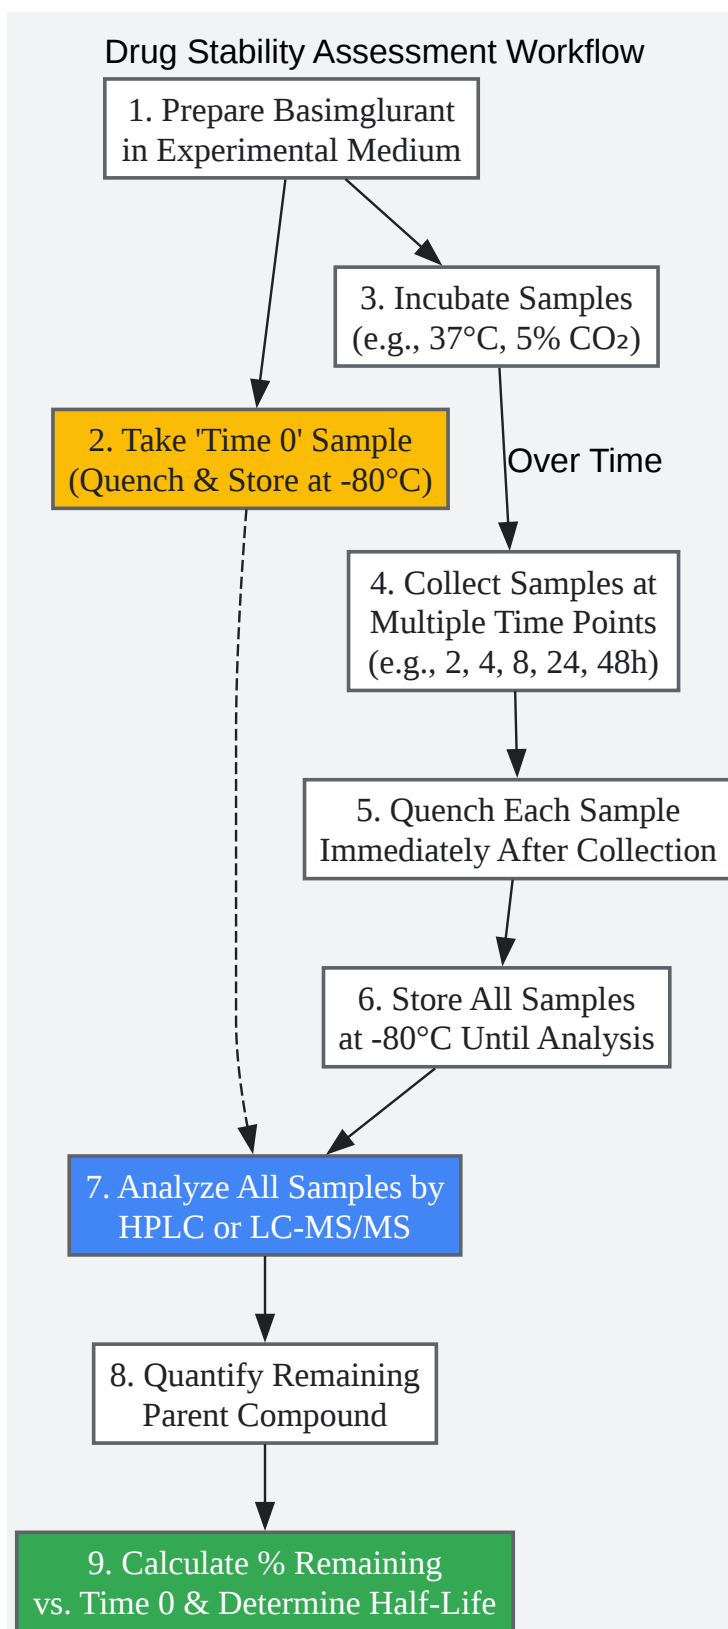 Drug Stability Assessment Workflow
1. Prepare Basimglurant
in Experimental Medium
3. Incubate Samples
(e.g., 37°C, 5% CO₂)
2. Take 'Time 0' Sample
(Quench & Store at -80°C)
Over Time
4. Collect Samples at
Multiple Time Points
(e.g., 2, 4, 8, 24, 48h)
5. Quench Each Sample
Immediately After Collection
6. Store All Samples
at -80°C Until Analysis
7. Analyze All Samples by
HPLC or LC-MS/MS
8. Quantify Remaining
Parent Compound
9. Calculate % Remaining
vs. Time 0 & Determine Half-Life